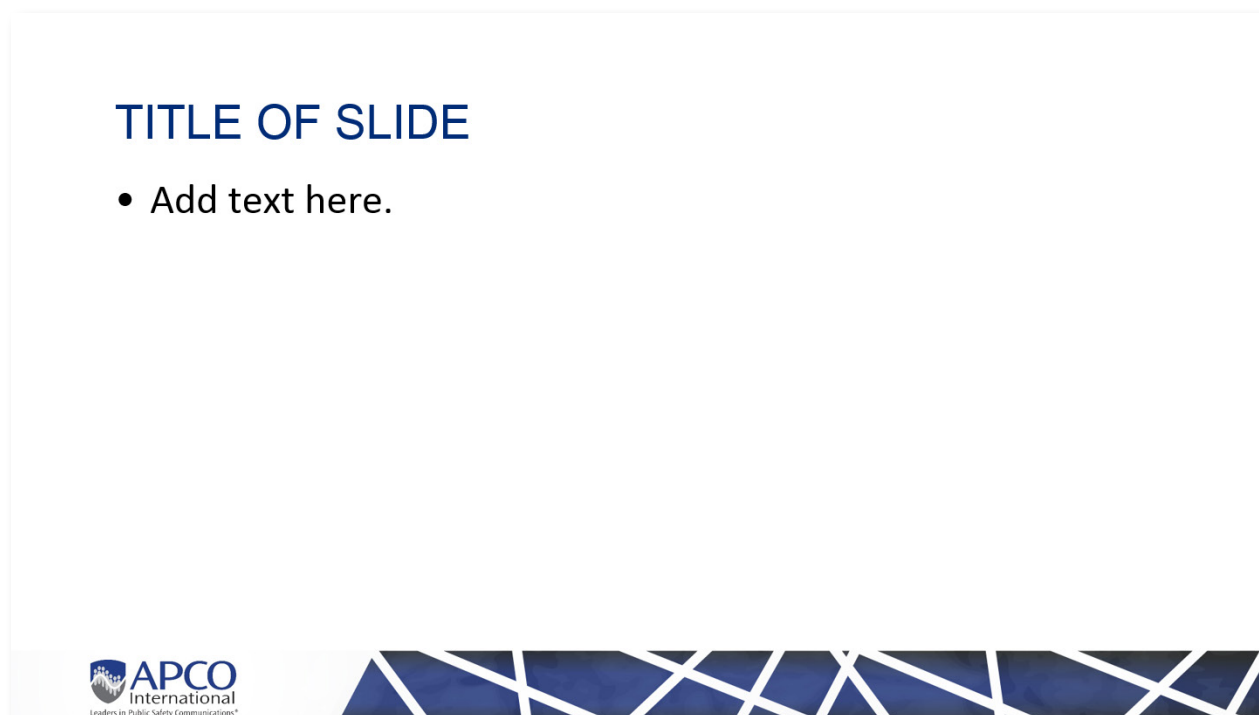 TITLE OF SLIDE
• Add text here.
APCO
International
Leaders in Public Safety Communications®